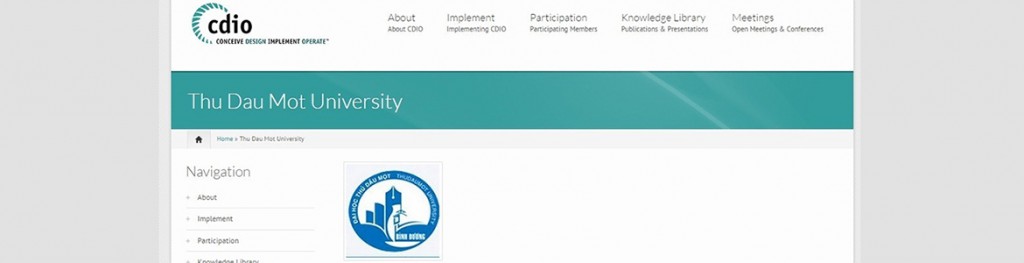 cdio
CONCEIVE DESIGN IMPLEMENT OPERATE
About
About CDIO
Implement
Implementing CDIO
Participation
Participating Members
Knowledge Library
Publications & Presentations
Meetings
Open Meetings & Conferences
Thu Dau Mot University
Home » Thu Dau Mot University
Navigation
+ About
+ Implement
+ Participation
+ Knowledge Library
ĐẠI HỌC THỦ DẦU MỘT THUDAUMOT UNIVERSITY
BÌNH DƯƠNG